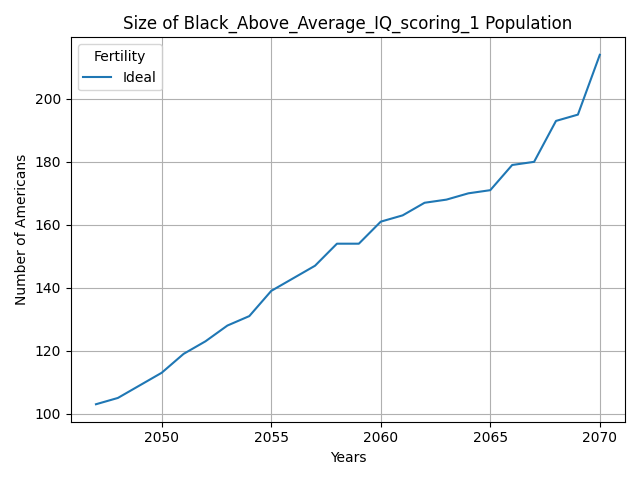 Size of Black_Above_Average_IQ_scoring_1 Population
Fertility
Ideal
Number of Americans
200
180
160
140
120
100
2050 2055 2060 2065 2070
Years